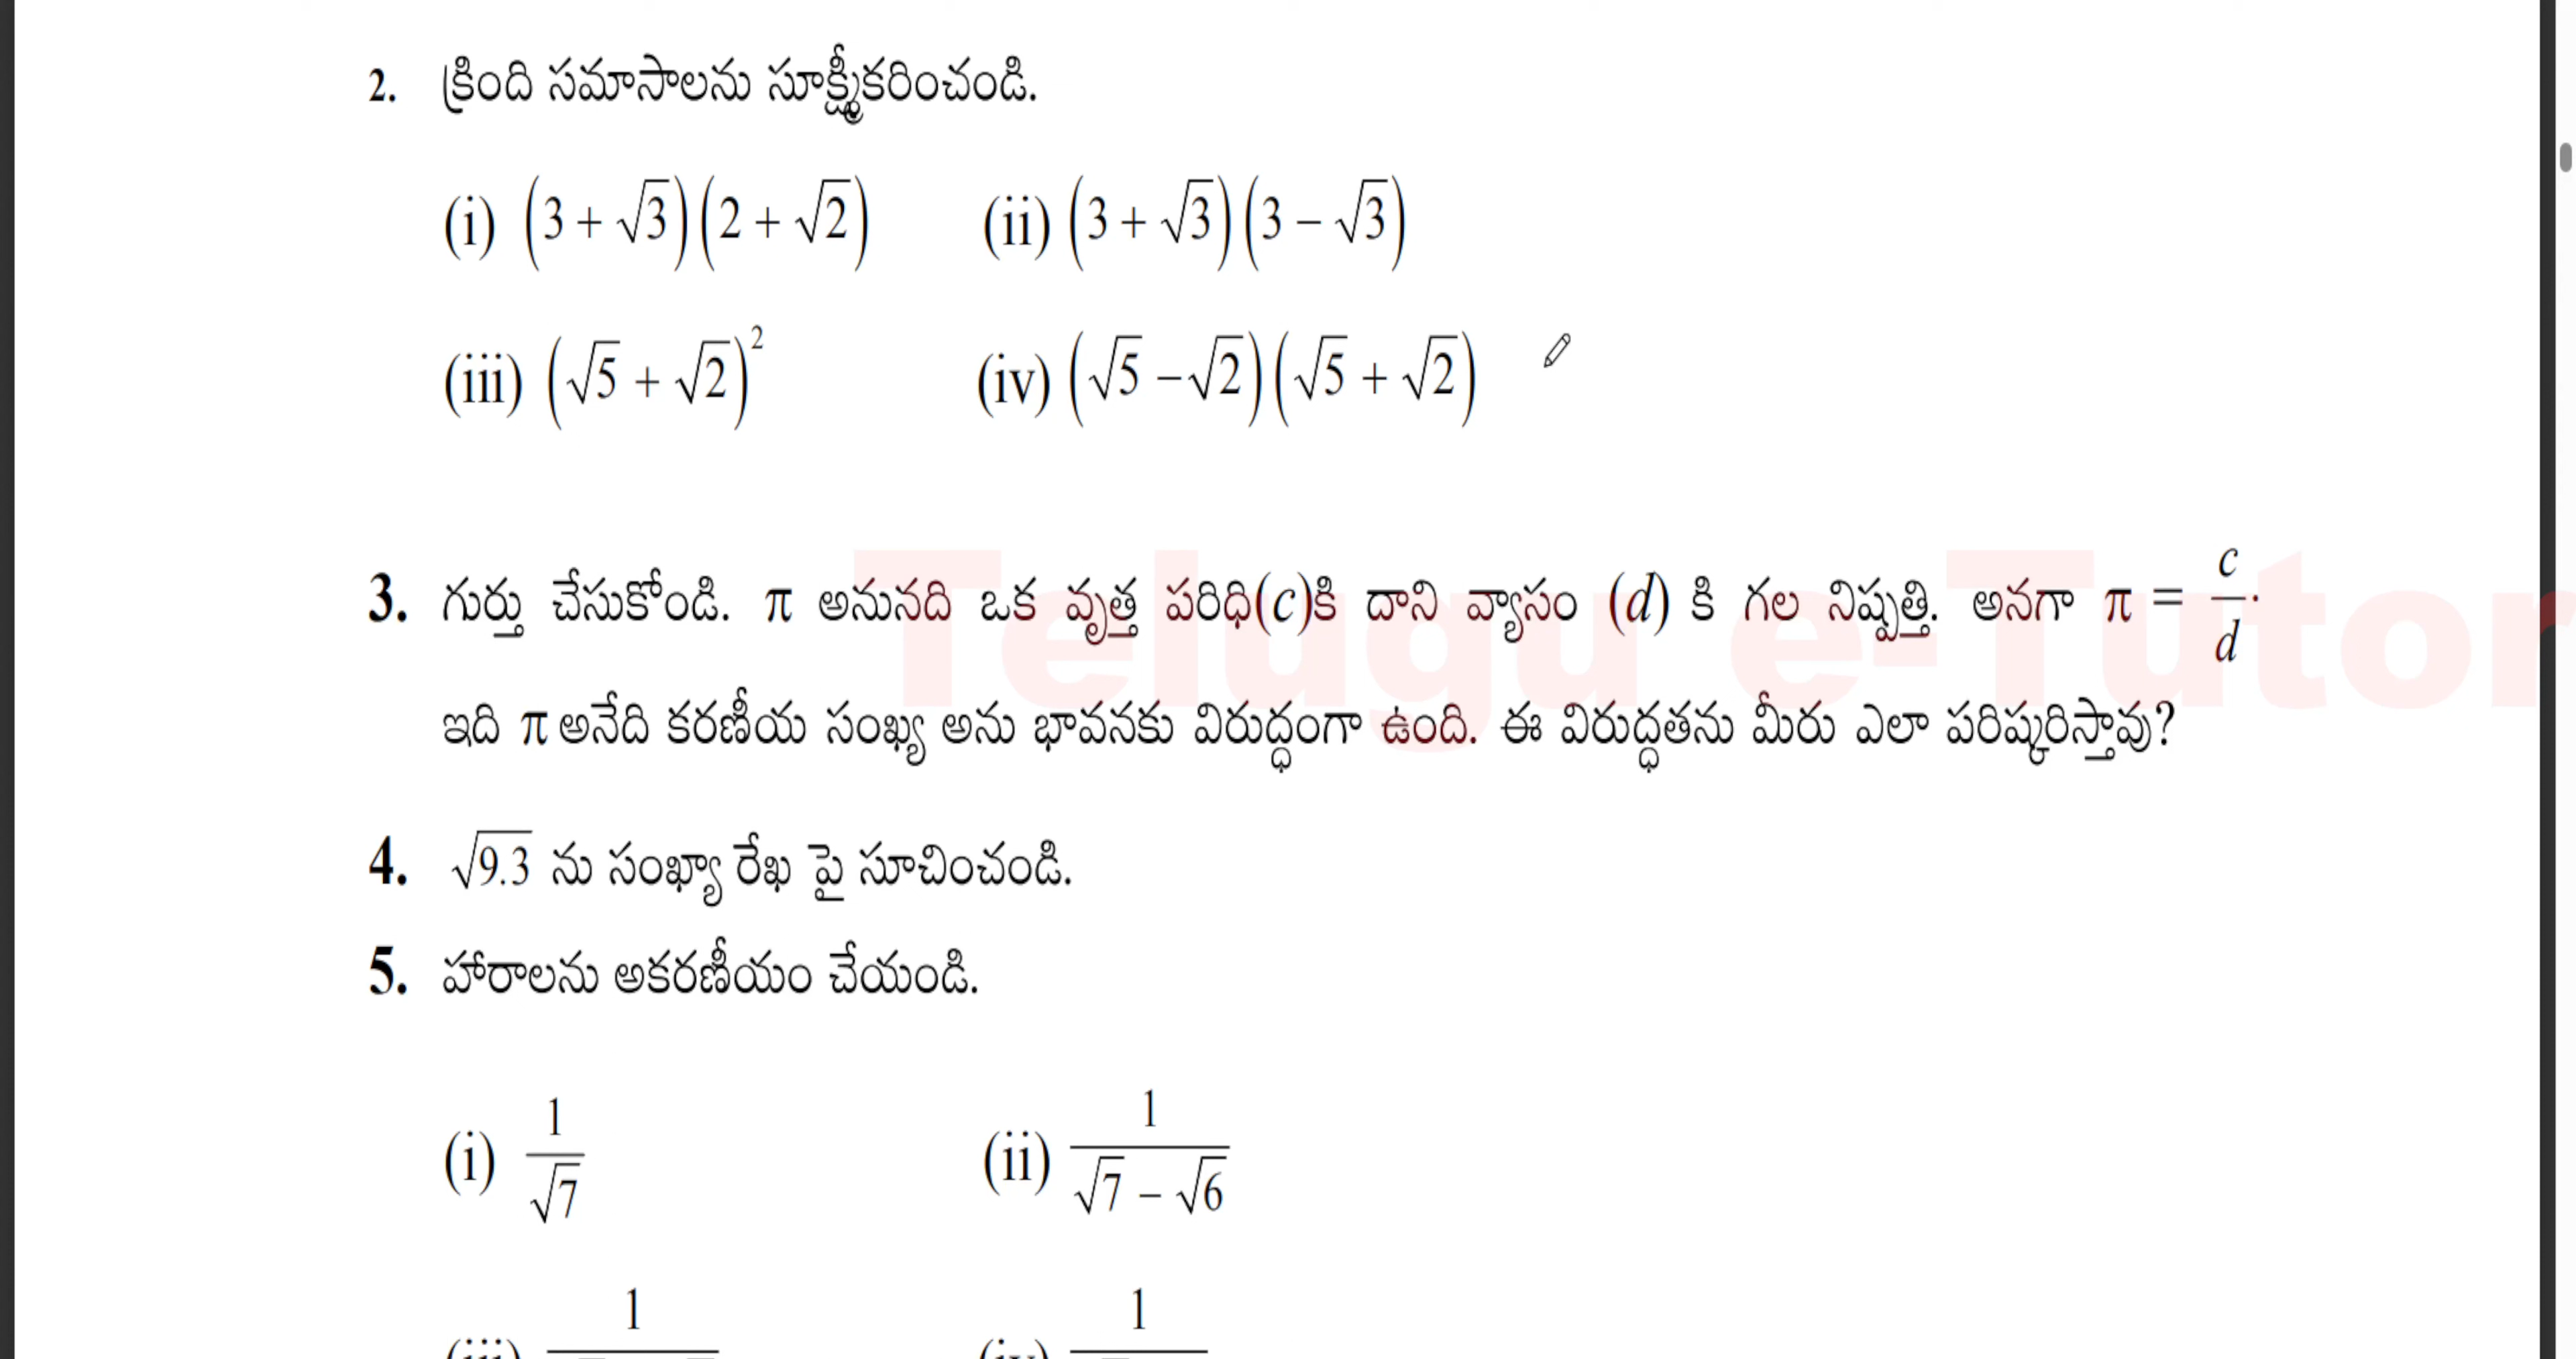 2. క్రింది సమాసాలను సూక్ష్మీకరించండి.
(i) (3 + √3)(2 + √2) (ii) (3 + √3)(3 − √3)
(iii) (√5 + √2)² (iv) (√5 − √2)(√5 + √2)
3. గుర్తు చేసుకోండి. π అనునది ఒక వృత్త పరిధి(c)కి దాని వ్యాసం (d) కి గల నిష్పత్తి. అనగా π = c/d.
ఇది π అనేది కరణీయ సంఖ్య అను భావనకు విరుద్ధంగా ఉంది. ఈ విరుద్ధతను మీరు ఎలా పరిష్కరిస్తావు?
Telugu e-Tutor
4. √9.3 ను సంఖ్యా రేఖ పై సూచించండి.
5. హారాలను అకరణీయం చేయండి.
(i) 1/√7 (ii) 1/(√7 − √6)
(iii) 1 (iv) 1